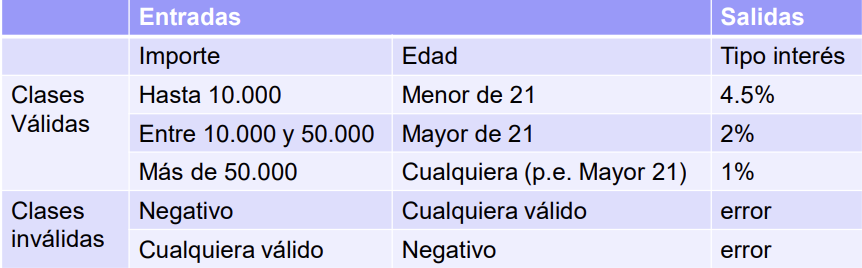 Entradas Salidas
Importe Edad Tipo interés
Clases Válidas Hasta 10.000 Menor de 21 4.5%
Entre 10.000 y 50.000 Mayor de 21 2%
Más de 50.000 Cualquiera (p.e. Mayor 21) 1%
Clases inválidas Negativo Cualquiera válido error
Cualquiera válido Negativo error